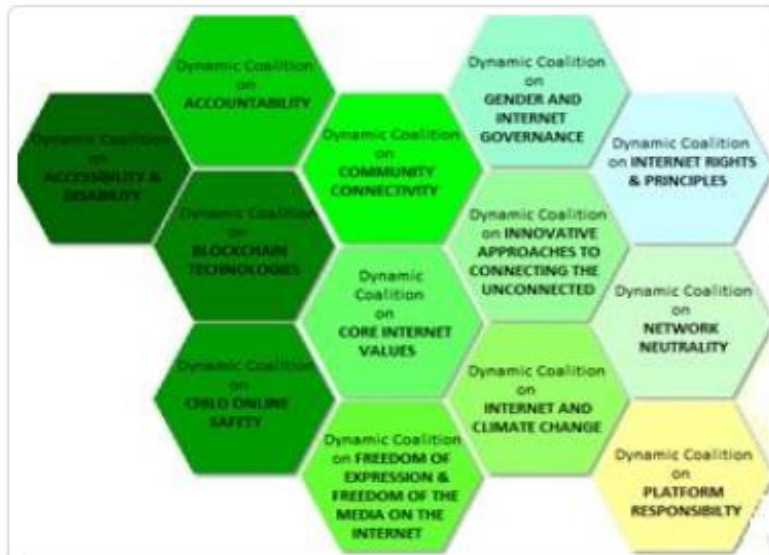 Dynamic Coalition
on
ACCESSIBILITY &
DISABILITY
Dynamic Coalition
on
ACCOUNTABILITY
Dynamic Coalition
on
BLOCKCHAIN
TECHNOLOGIES
Dynamic Coalition
on
CHILD ONLINE
SAFETY
Dynamic Coalition
on
COMMUNITY
CONNECTIVITY
Dynamic
Coalition
on
CORE INTERNET
VALUES
Dynamic Coalition
on FREEDOM OF
EXPRESSION &
FREEDOM OF THE
MEDIA ON THE
INTERNET
Dynamic Coalition
on
GENDER AND
INTERNET
GOVERNANCE
Dynamic Coalition
on INNOVATIVE
APPROACHES TO
CONNECTING THE
UNCONNECTED
Dynamic Coalition
on
INTERNET AND
CLIMATE CHANGE
Dynamic Coalition
on INTERNET RIGHTS
& PRINCIPLES
Dynamic Coalition
on
NETWORK
NEUTRALITY
Dynamic Coalition
on
PLATFORM
RESPONSIBILTY